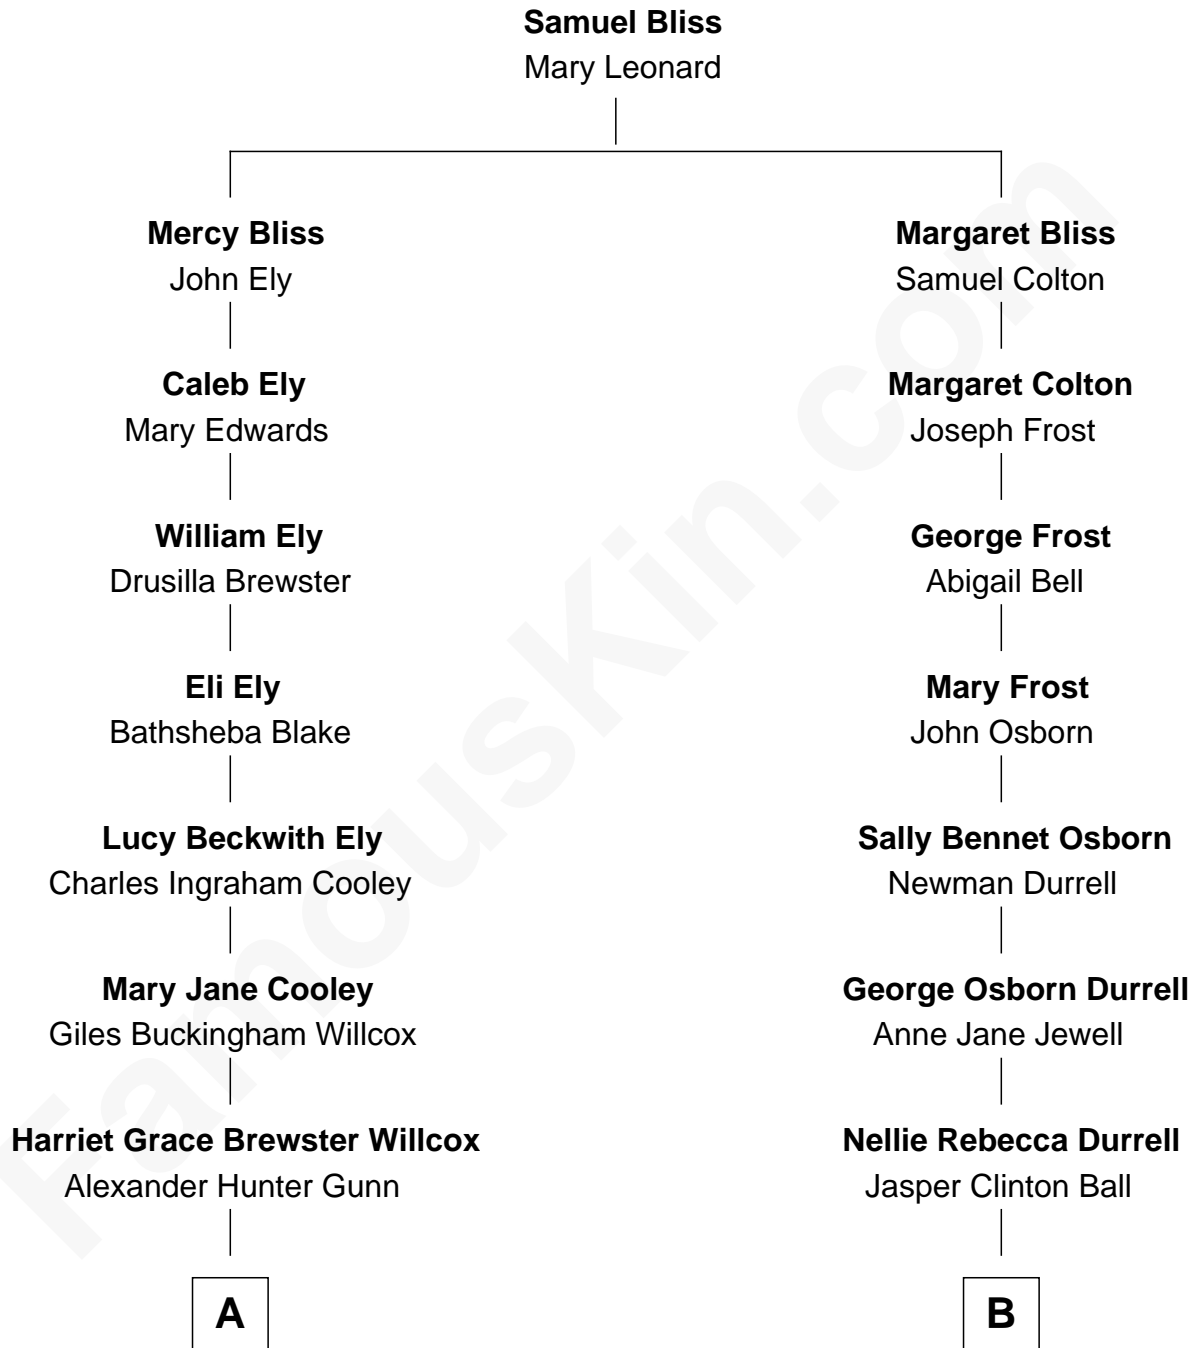 Samuel Bliss
Mary Leonard
Mercy Bliss
John Ely
Caleb Ely
Mary Edwards
William Ely
Drusilla Brewster
Eli Ely
Bathsheba Blake
Lucy Beckwith Ely
Charles Ingraham Cooley
Mary Jane Cooley
Giles Buckingham Willcox
Harriet Grace Brewster Willcox
Alexander Hunter Gunn
A
Margaret Bliss
Samuel Colton
Margaret Colton
Joseph Frost
George Frost
Abigail Bell
Mary Frost
John Osborn
Sally Bennet Osborn
Newman Durrell
George Osborn Durrell
Anne Jane Jewell
Nellie Rebecca Durrell
Jasper Clinton Ball
B
FamousKin.com